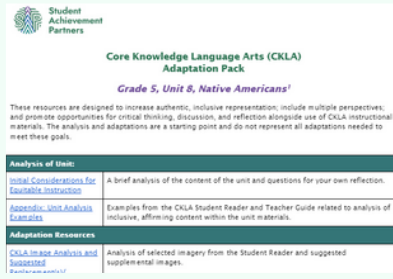 Student
Achievement
Partners
Core Knowledge Language Arts (CKLA)
Adaptation Pack
Grade 5, Unit 8, Native Americans¹
These resources are designed to increase authentic, inclusive representation; include multiple perspectives;
and promote opportunities for critical thinking, discussion, and reflection alongside use of CKLA instructional
materials. The analysis and adaptations are a starting point and do not represent all adaptations needed to
meet these goals.
Analysis of Unit:
Initial Considerations for
Equitable Instruction
A brief analysis of the content of the unit and questions for your own reflection.
Appendix: Unit Analysis
Examples
Examples from the CKLA Student Reader and Teacher Guide related to analysis of
inclusive, affirming content within the unit materials.
Adaptation Resources
CKLA Image Analysis and
Suggested
Replacement(s)/
Analysis of selected imagery from the Student Reader and suggested
supplemental images.